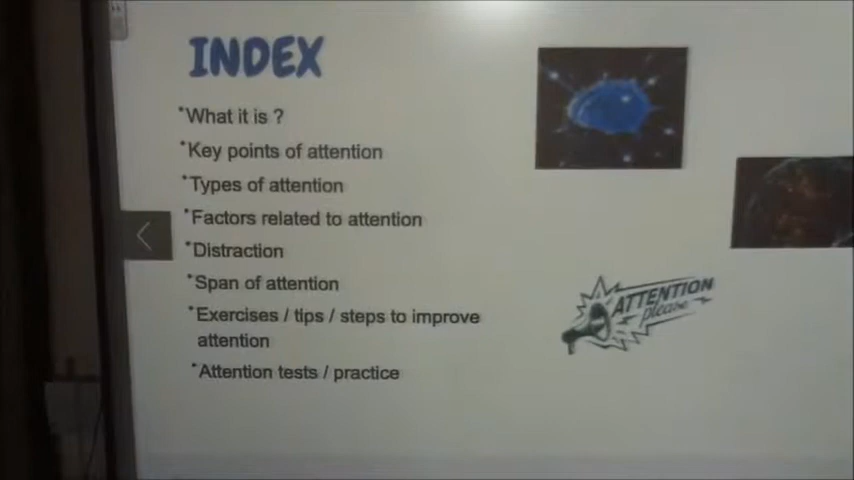 INDEX
*What it is ?
*Key points of attention
*Types of attention
*Factors related to attention
*Distraction
*Span of attention
*Exercises / tips / steps to improve
attention
*Attention tests / practice
ATTENTION
please